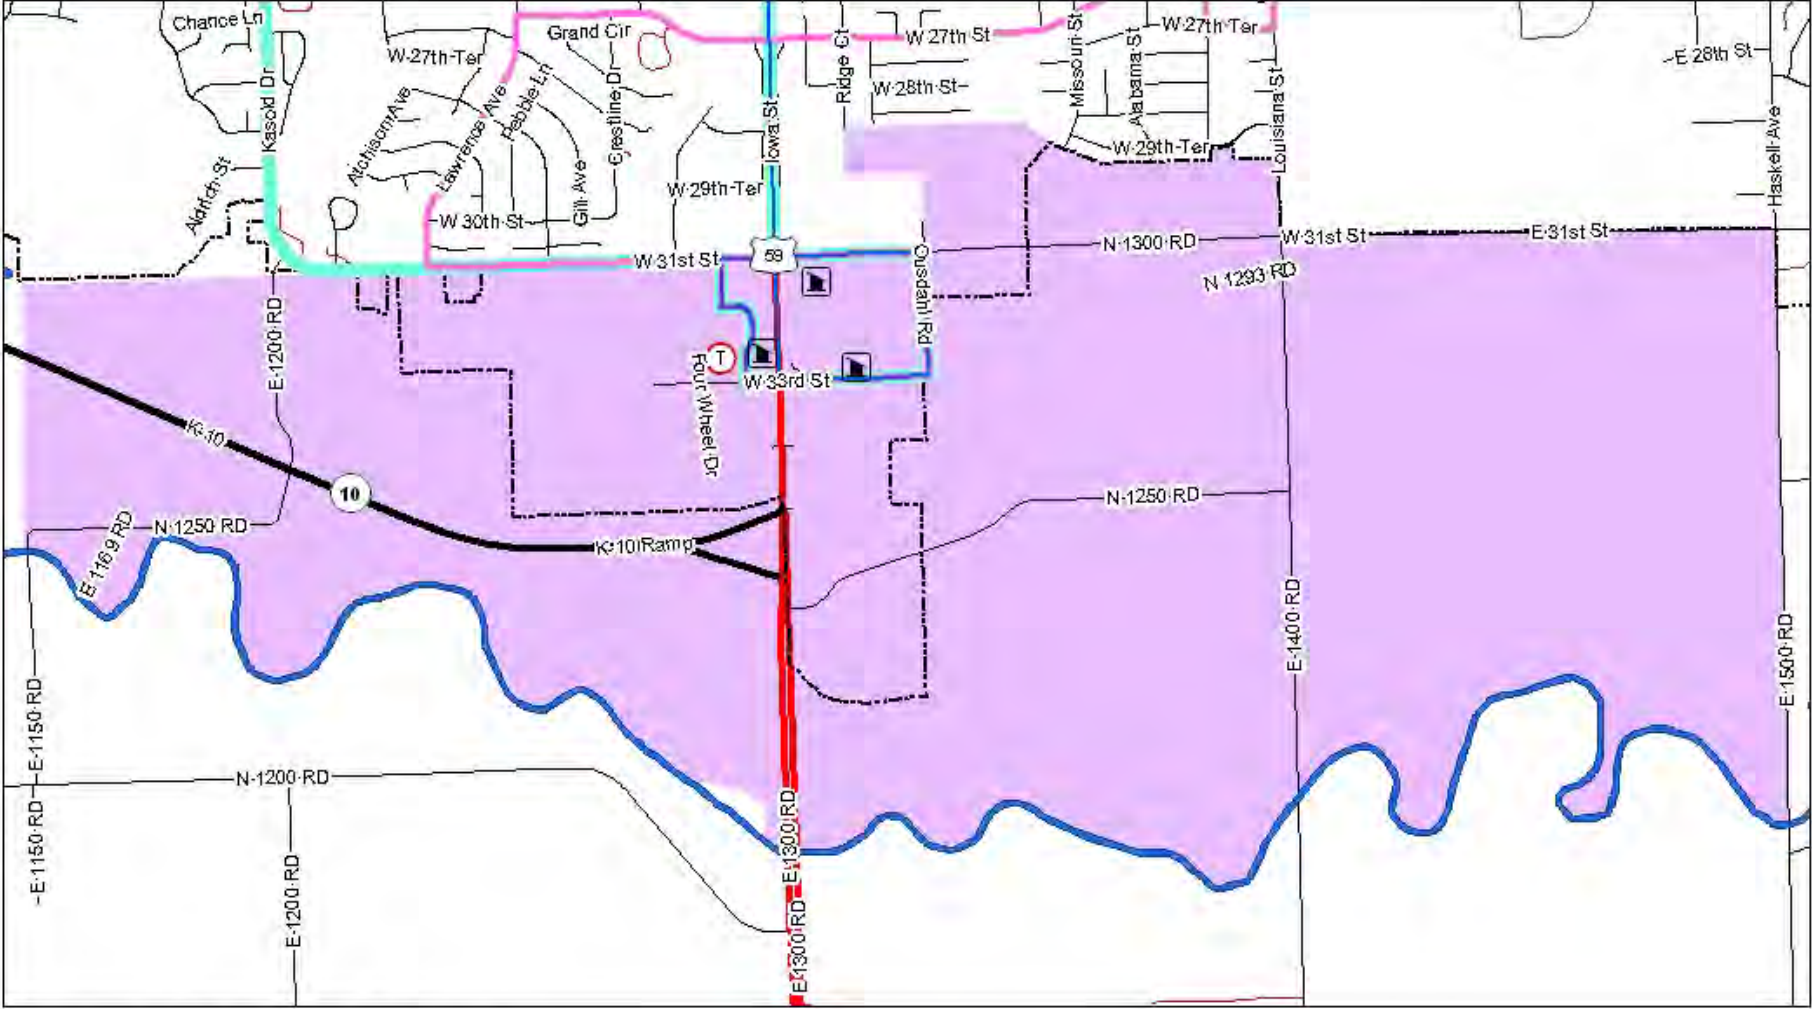 Chance Ln
Kasold Dr
W 27th Ter
Grand Cir
W 27th St
W 27th Ter
E 28th St
Atchison Ave
Lawrence Ave
Pebble Ln
Crestline Dr
Iowa St
Ridge Ct
W 28th St
Missouri St
Alabama St
Louisiana St
Haskell Ave
W 29th Ter
Aldrich St
W 29th Ter
W 30th St
Gill Ave
W 31st St
59
Ousdahl Rd
N 1300 RD
W 31st St
E 31st St
N 1293 RD
E 1200 RD
T
W 33rd St
Four Wheel Dr
K-10
10
N 1250 RD
N 1250 RD
E 1169 RD
K-10 Ramp
E 1400 RD
E 1500 RD
E 1150 RD
N 1200 RD
E 1150 RD
E 1200 RD
E 1300 RD
E 1300 RD